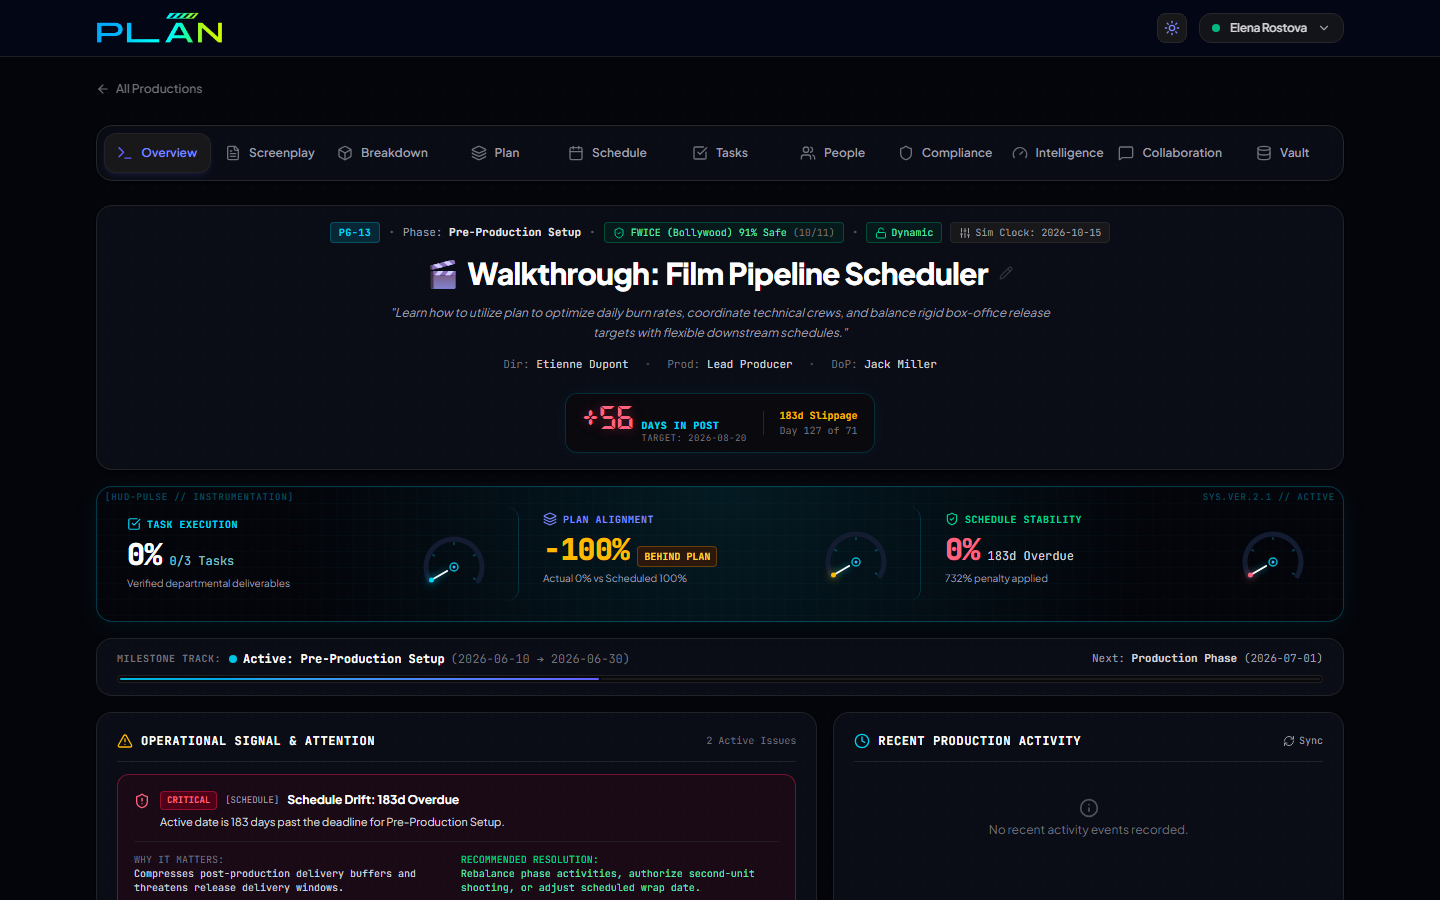 PLAN
Elena Rostova
All Productions
Overview
Screenplay
Breakdown
Plan
Schedule
Tasks
People
Compliance
Intelligence
Collaboration
Vault
PG-13 · Phase: Pre-Production Setup · FWICE (Bollywood) 91% Safe (10/11) · Dynamic Sim Clock: 2026-10-15
Walkthrough: Film Pipeline Scheduler
"Learn how to utilize plan to optimize daily burn rates, coordinate technical crews, and balance rigid box-office release
targets with flexible downstream schedules."
Dir: Etienne Dupont · Prod: Lead Producer · DoP: Jack Miller
+56 DAYS IN POST
TARGET: 2026-08-20
183d Slippage
Day 127 of 71
[HUD-PULSE // INSTRUMENTATION]
SYS.VER.2.1 // ACTIVE
TASK EXECUTION
0% 0/3 Tasks
Verified departmental deliverables
PLAN ALIGNMENT
-100% BEHIND PLAN
Actual 0% vs Scheduled 100%
SCHEDULE STABILITY
0% 183d Overdue
732% penalty applied
MILESTONE TRACK: Active: Pre-Production Setup (2026-06-10 → 2026-06-30)
Next: Production Phase (2026-07-01)
OPERATIONAL SIGNAL & ATTENTION
2 Active Issues
CRITICAL [SCHEDULE] Schedule Drift: 183d Overdue
Active date is 183 days past the deadline for Pre-Production Setup.
WHY IT MATTERS:
Compresses post-production delivery buffers and
threatens release delivery windows.
RECOMMENDED RESOLUTION:
Rebalance phase activities, authorize second-unit
shooting, or adjust scheduled wrap date.
RECENT PRODUCTION ACTIVITY
Sync
No recent activity events recorded.